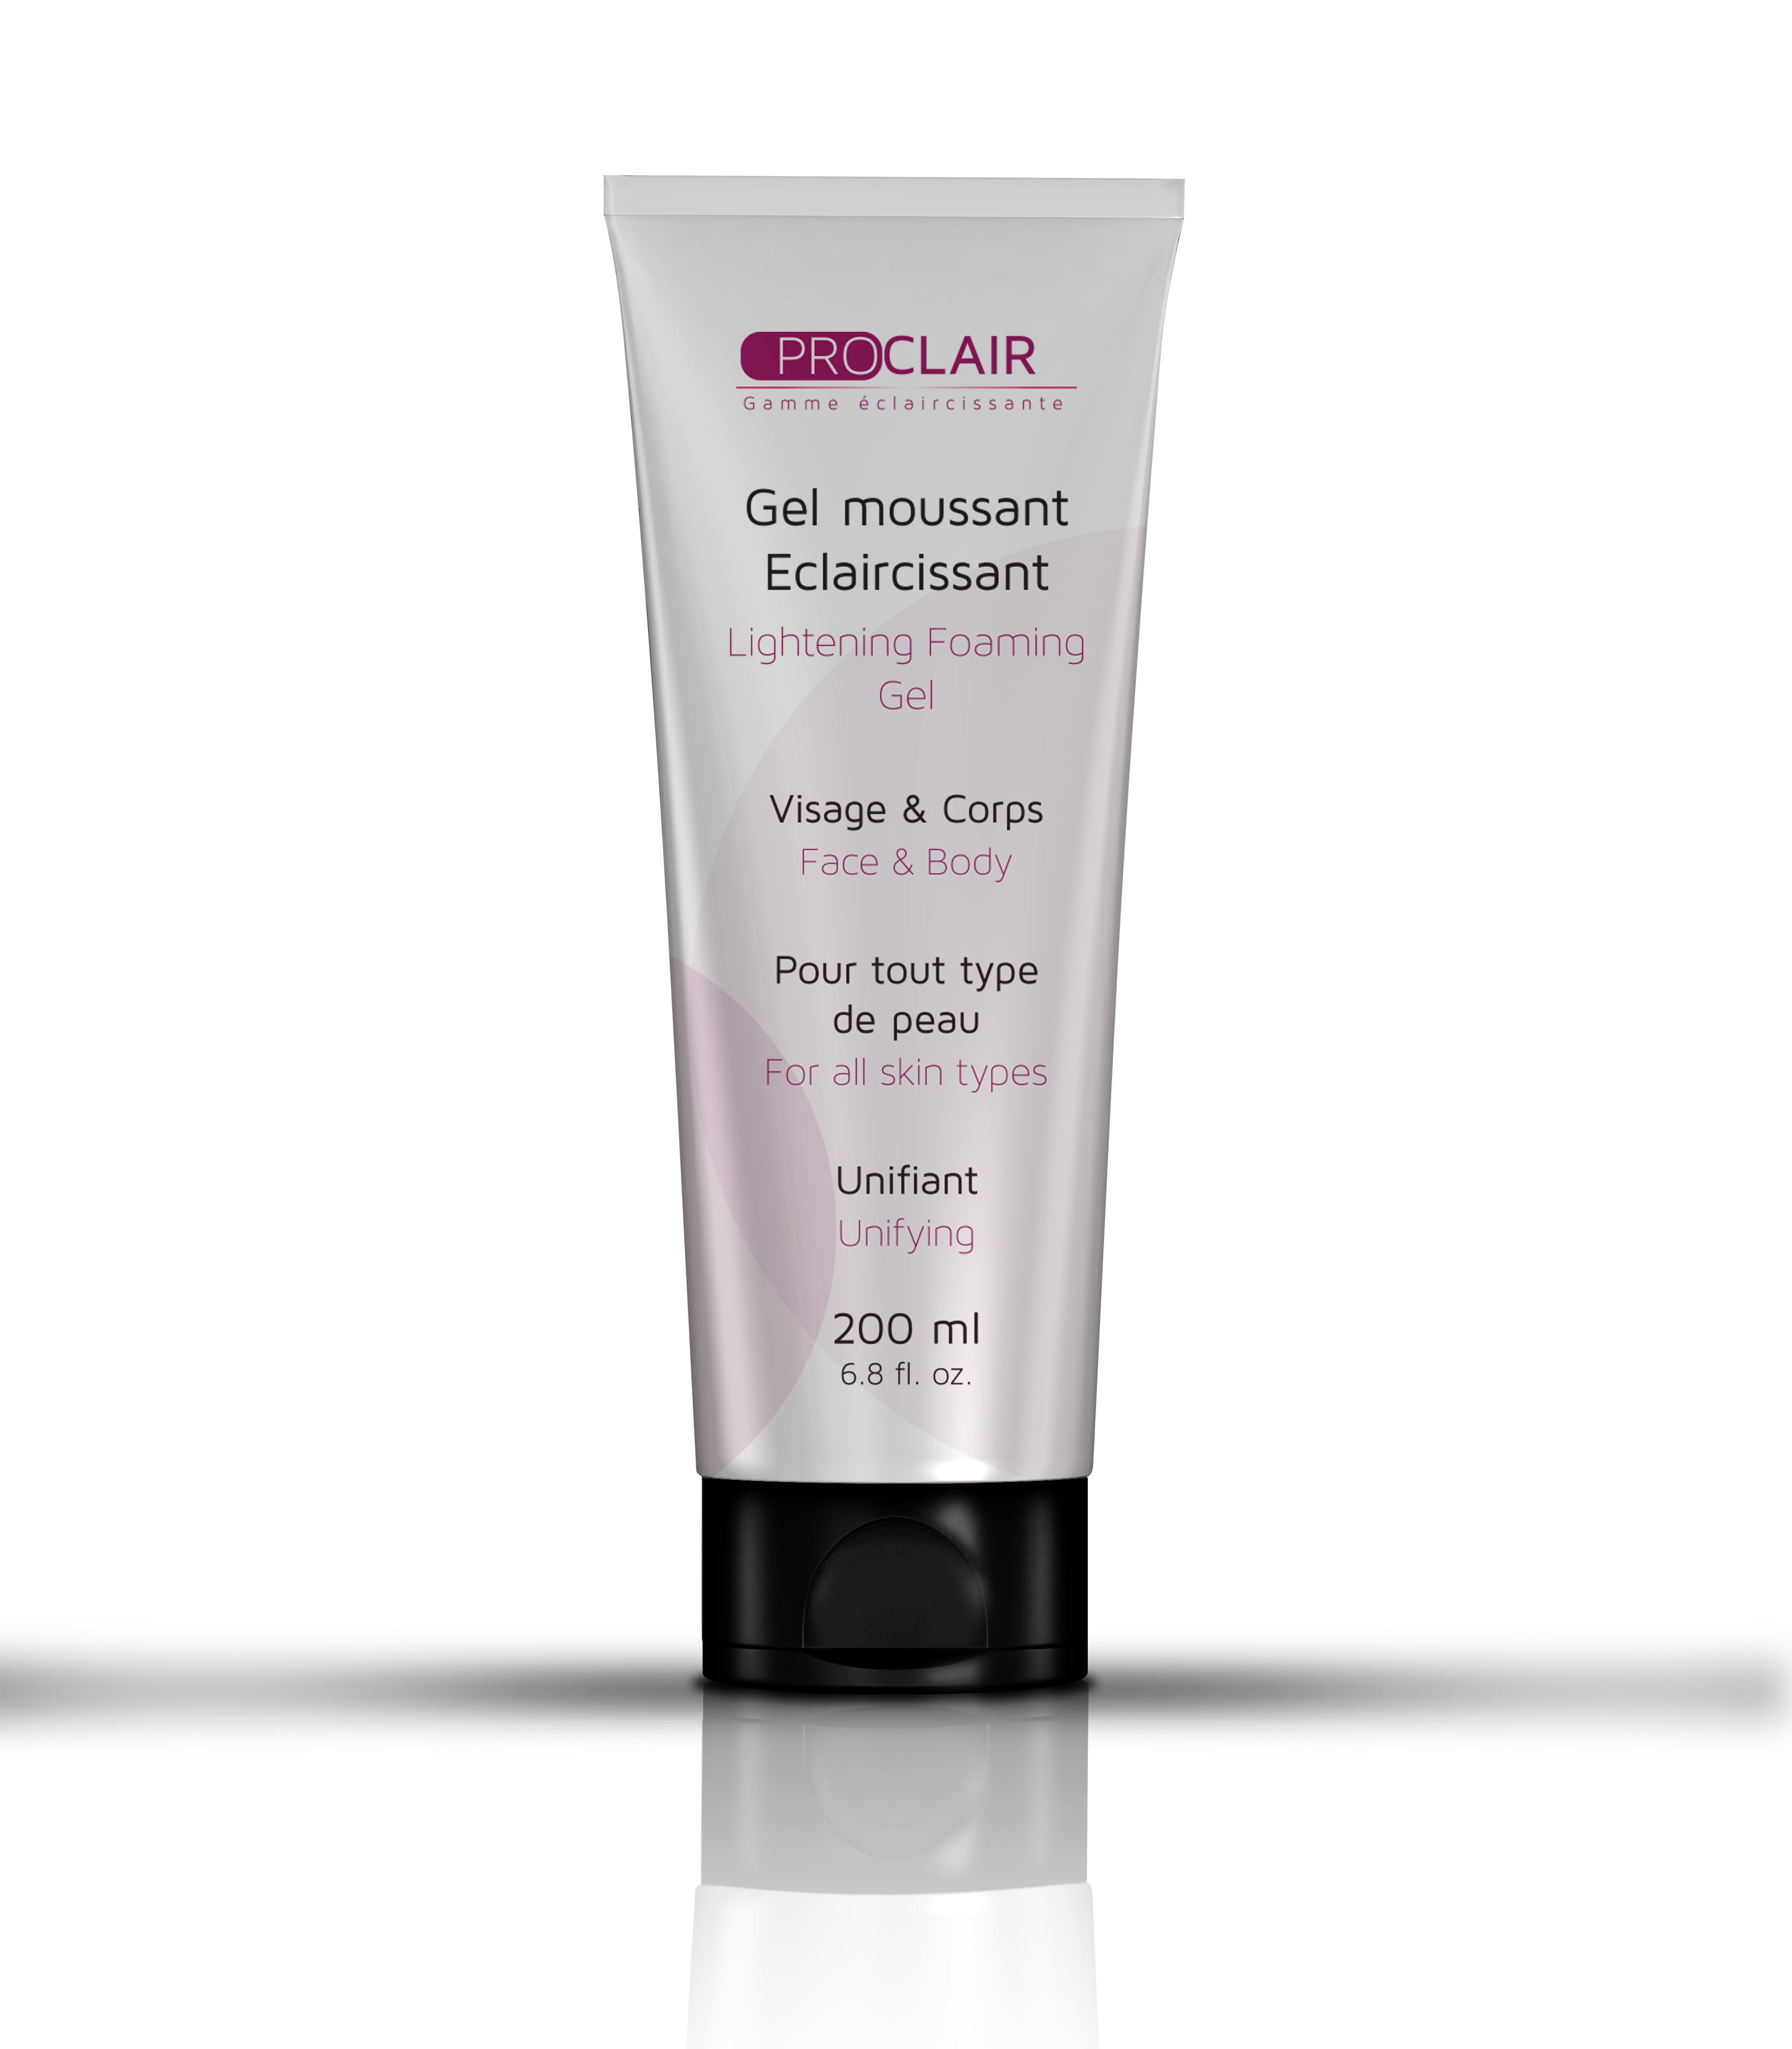 PROCLAIR
Gamme éclaircissante
Gel moussant
Eclaircissant
Lightening Foaming
Gel
Visage & Corps
Face & Body
Pour tout type
de peau
For all skin types
Unifiant
Unifying
200 ml
6.8 fl. oz.